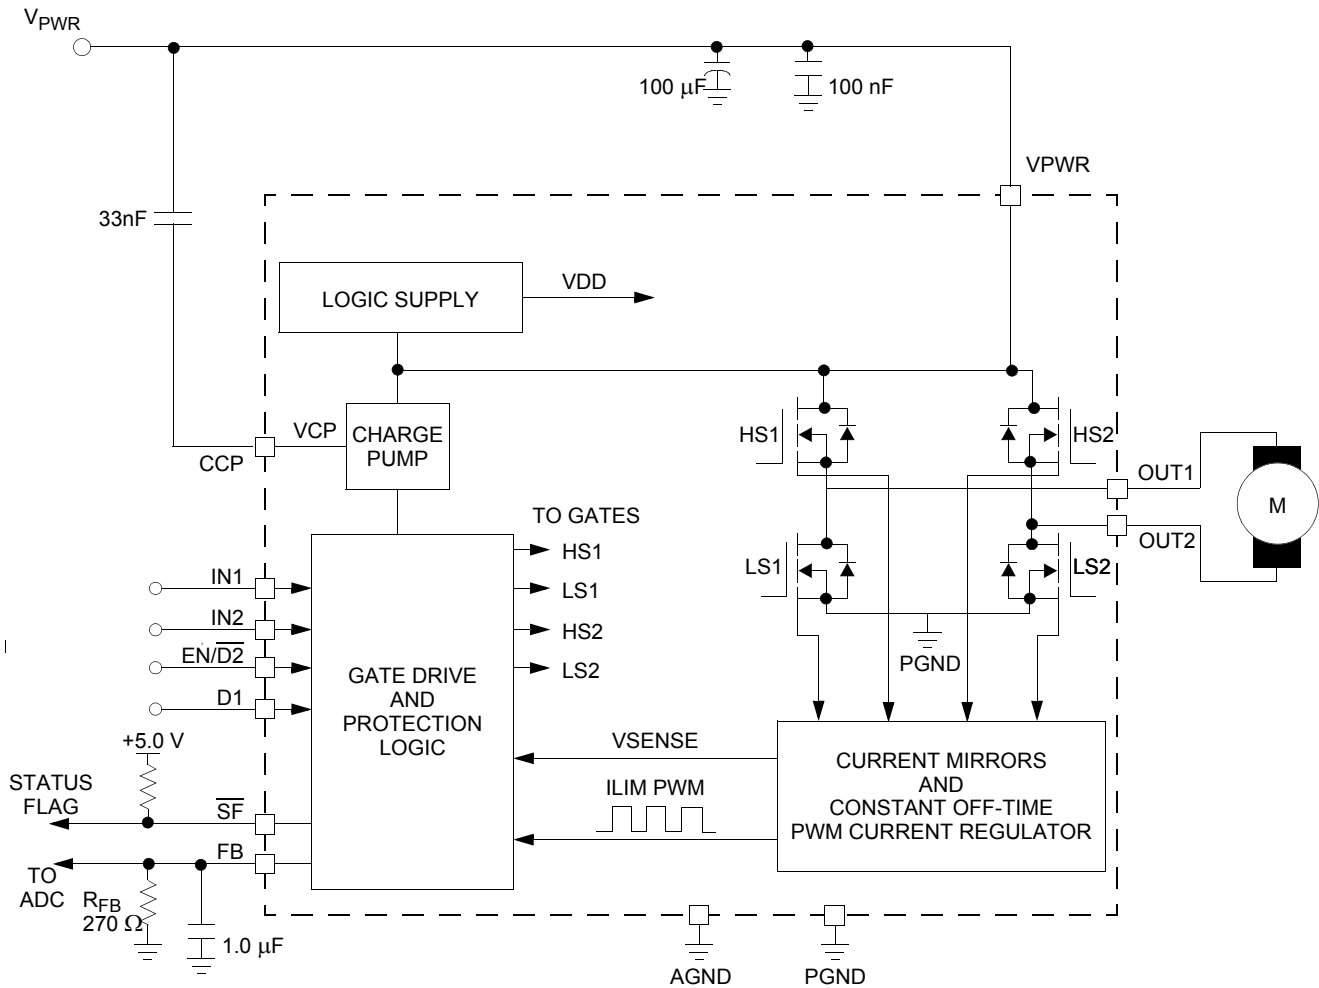 VPWR
100 μF
100 nF
VPWR
33nF
LOGIC SUPPLY
VDD
VCP
CHARGE
PUMP
CCP
HS1
HS2
OUT1
M
OUT2
TO GATES
HS1
LS1
HS2
LS2
LS1
LS2
PGND
IN1
IN2
EN/D2
D1
GATE DRIVE
AND
PROTECTION
LOGIC
+5.0 V
STATUS
FLAG
SF
FB
TO
ADC
RFB
270 Ω
1.0 μF
VSENSE
ILIM PWM
CURRENT MIRRORS
AND
CONSTANT OFF-TIME
PWM CURRENT REGULATOR
AGND
PGND